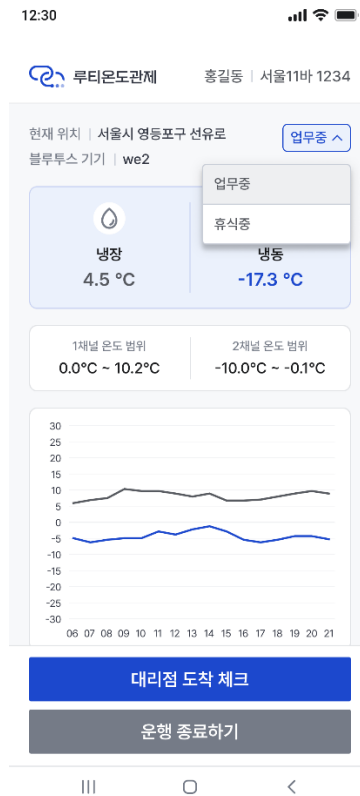 12:30
루티온도관제 홍길동 | 서울11바 1234
현재 위치 | 서울시 영등포구 선유로
업무중
블루투스 기기 | we2
업무중
휴식중
냉장 냉동
4.5 °C -17.3 °C
1채널 온도 범위 2채널 온도 범위
0.0°C ~ 10.2°C -10.0°C ~ -0.1°C
30
25
20
15
10
5
0
-5
-10
-15
-20
-25
-30
06 07 08 09 10 11 12 13 14 15 16 17 18 19 20 21
대리점 도착 체크
운행 종료하기